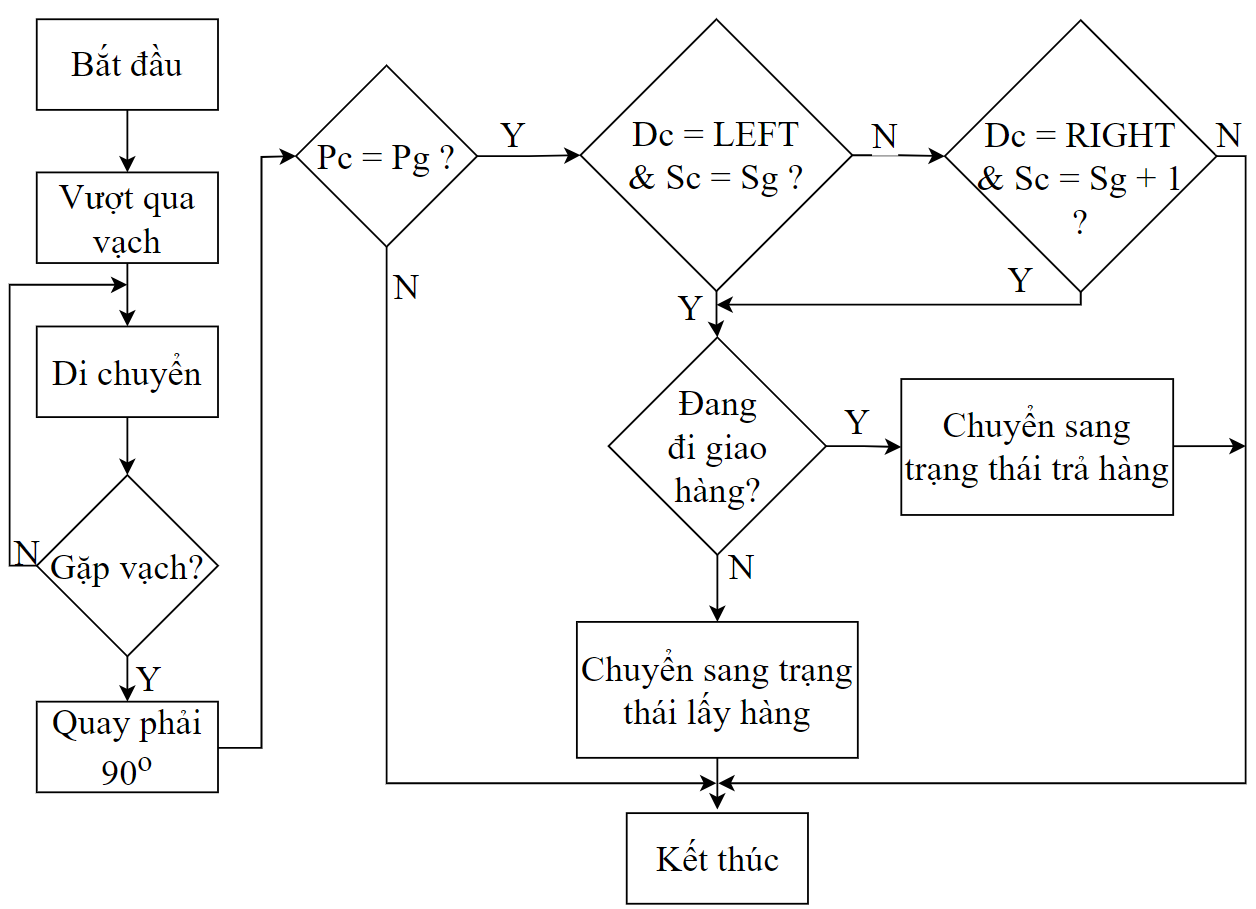 Bắt đầu
Vượt qua
vạch
Di chuyển
N
Gặp vạch?
Y
Quay phải
90º
Pc = Pg ?
Y
N
Dc = LEFT
& Sc = Sg ?
N
Y
Dc = RIGHT
& Sc = Sg + 1
?
N
Y
Đang
đi giao
hàng?
Y
N
Chuyển sang
trạng thái trả hàng
Chuyển sang trạng
thái lấy hàng
Kết thúc